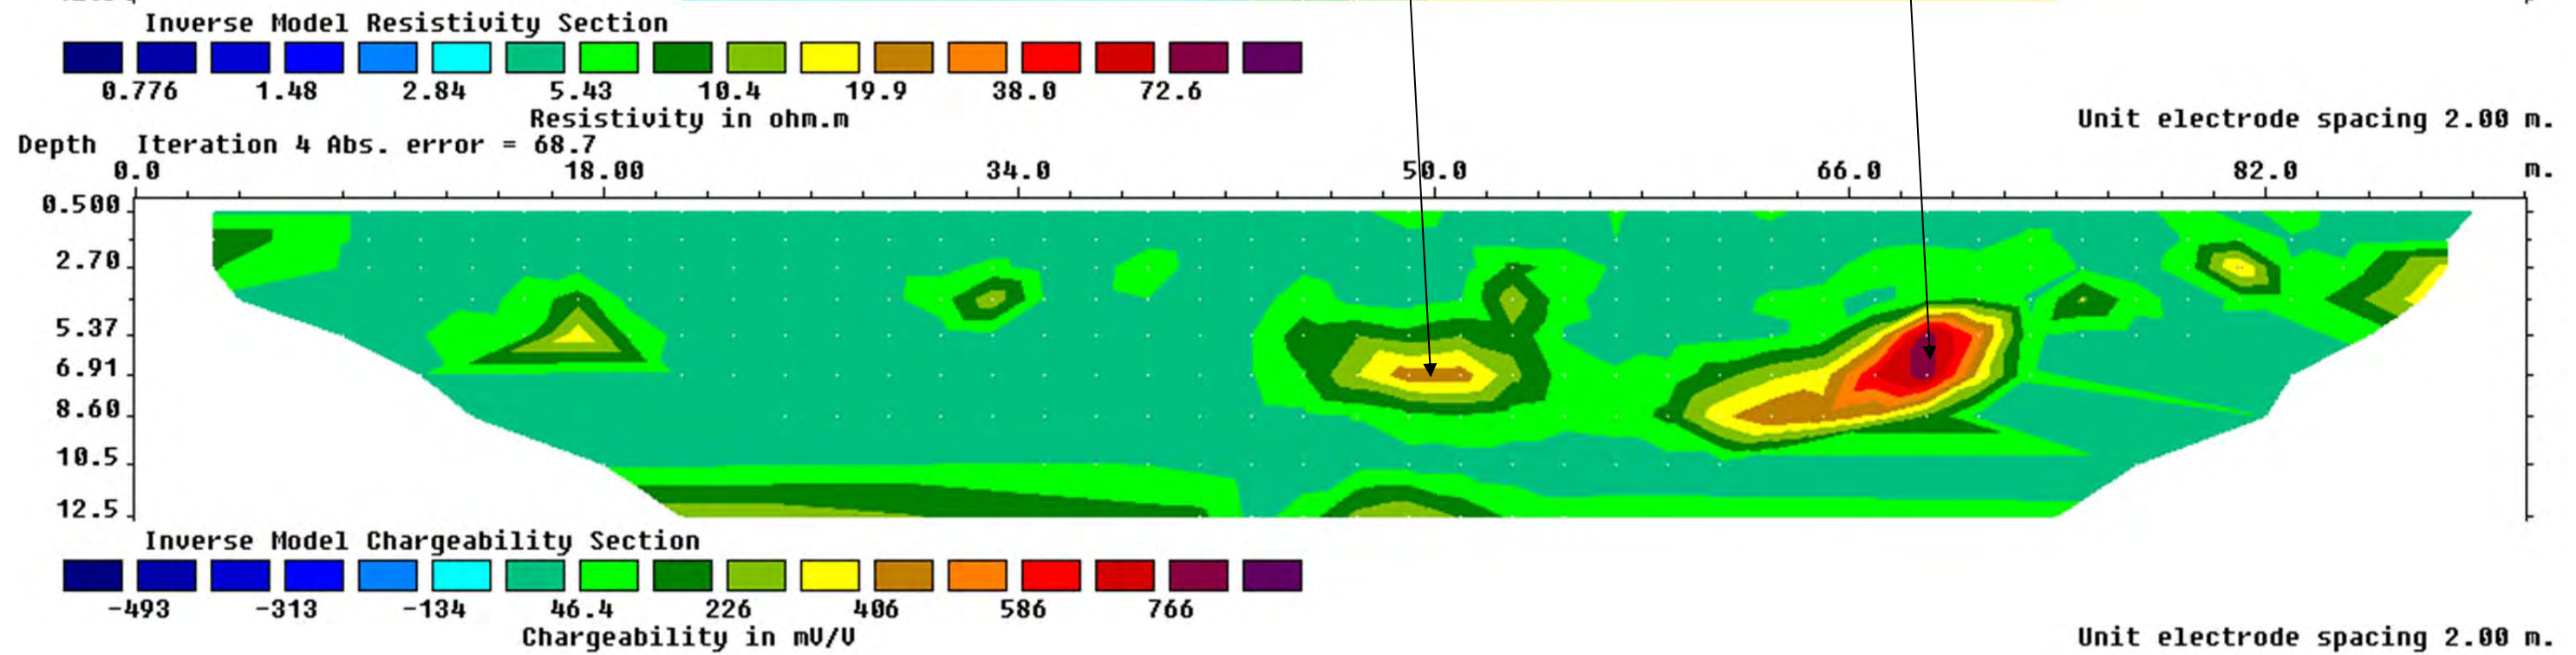 Inverse Model Resistivity Section
0.776 1.48 2.84 5.43 10.4 19.9 38.0 72.6
Resistivity in ohm.m
Unit electrode spacing 2.00 m.
Depth Iteration 4 Abs. error = 68.7
0.0 18.00 34.0 50.0 66.0 82.0 m.
0.500
2.70
5.37
6.91
8.60
10.5
12.5
Inverse Model Chargeability Section
-493 -313 -134 46.4 226 406 586 766
Chargeability in mV/V
Unit electrode spacing 2.00 m.